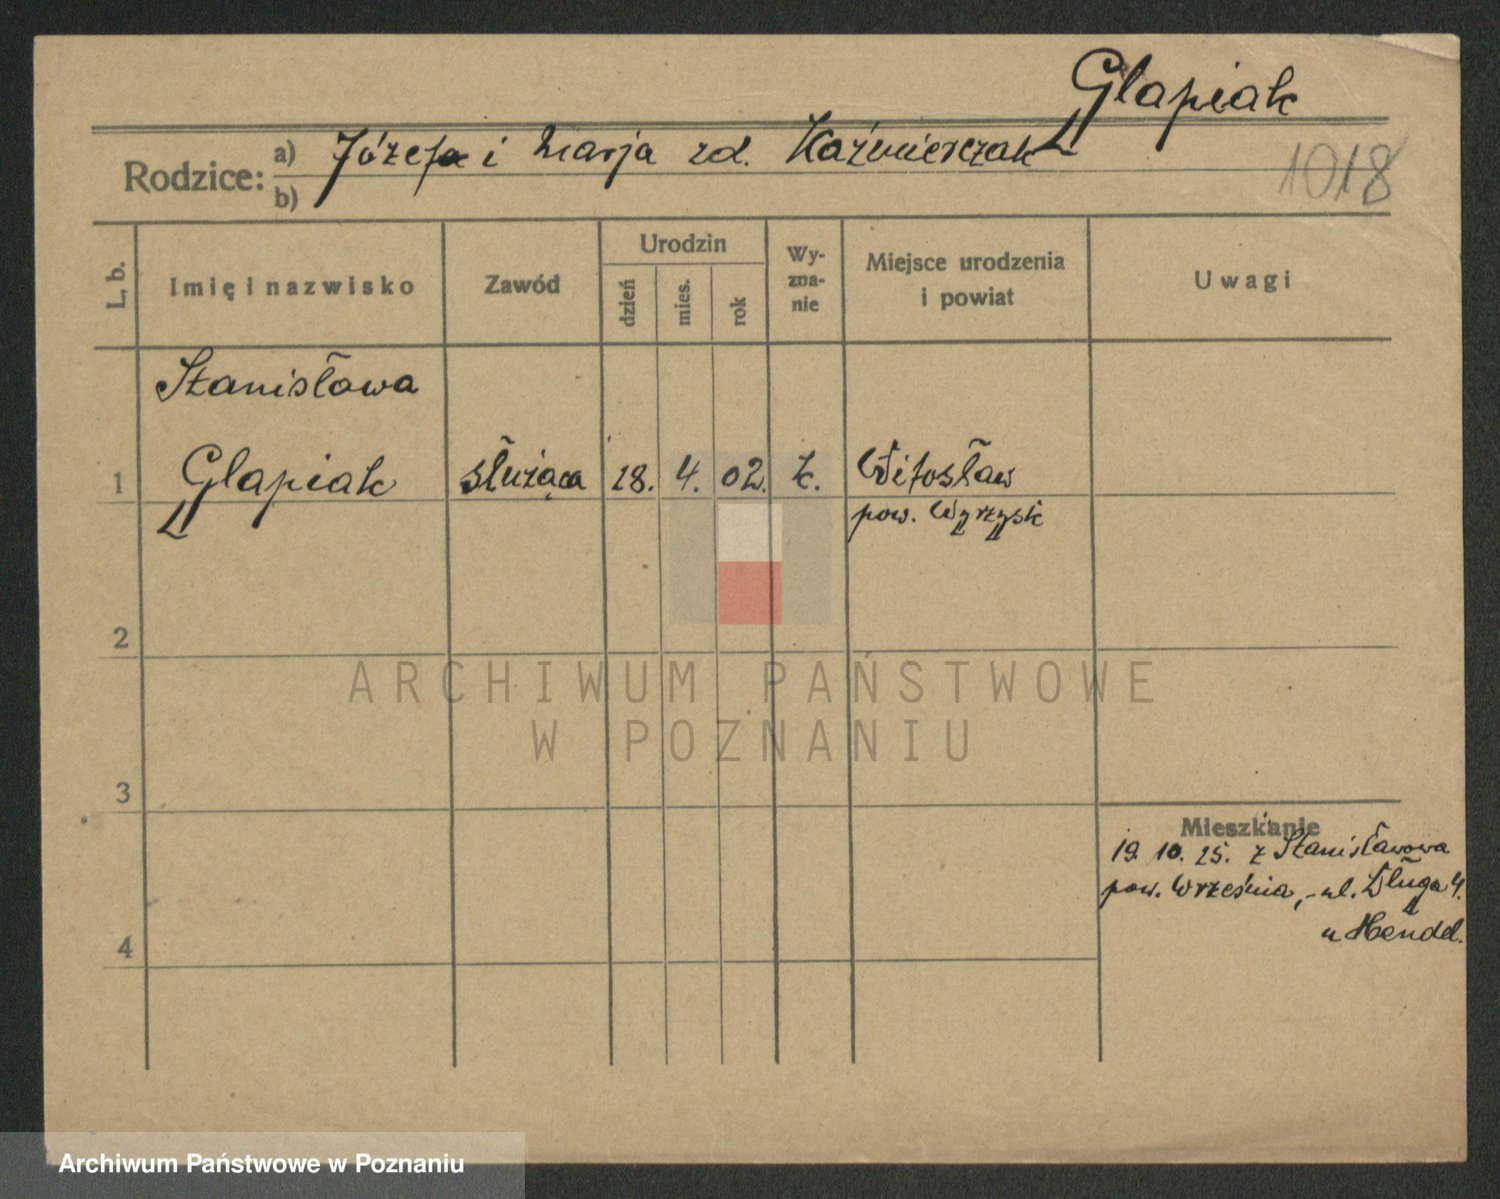 Glapiak
Rodzice: a) Józefa i Marja zd. Kaźmierczak
b)
1018
L. b.
Imię i nazwisko
Zawód
Urodzin
dzień
mies.
rok
Wy-
zna-
nie
Miejsce urodzenia
i powiat
Uwagi
Stanisława
1 Glapiak służąca 28. 4. 02. k. Witosław
pow. Wyrzysk
2
3
4
Mieszkanie
19. 10. 25. z Stanisławowa
pow. Września, - ul. Długa 4.
u Hendel.
ARCHIWUM PAŃSTWOWE
W POZNANIU
Archiwum Państwowe w Poznaniu